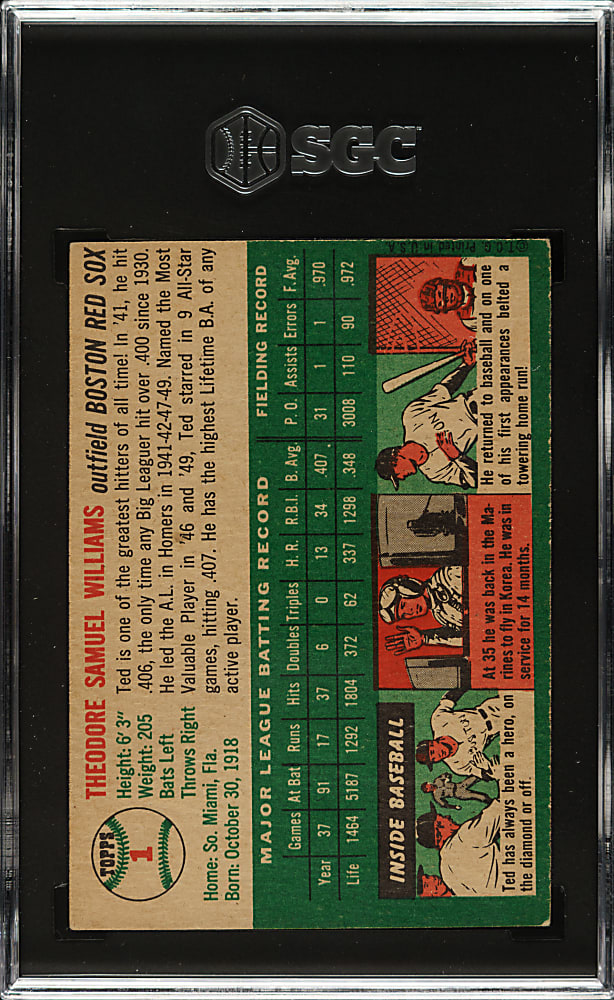 SGC
TOPPS
1
THEODORE SAMUEL WILLIAMS outfield BOSTON RED SOX
Height: 6' 3"
Weight: 205
Bats Left
Throws Right
Home: So. Miami, Fla.
Born: October 30, 1918
Ted is one of the greatest hitters of all time! In '41, he hit
.406, the only time any Big Leaguer hit over .400 since 1930.
He led the A.L. in Homers in 1941-42-47-49. Named the Most
Valuable Player in '46 and '49, Ted starred in 9 All-Star
games, hitting .407. He has the highest Lifetime B.A. of any
active player.
MAJOR LEAGUE BATTING RECORD FIELDING RECORD
Games At Bat Runs Hits Doubles Triples H. R. R.B.I. B. Avg. P. O. Assists Errors F. Avg.
Year 37 91 17 37 6 0 13 34 .407 31 1 1 .970
Life 1464 5187 1292 1804 372 62 337 1298 .348 3008 110 90 .972
INSIDE BASEBALL
Ted has always been a hero, on
the diamond or off.
At 35 he was back in the Ma-
rines to fly in Korea. He was in
service for 14 months.
He returned to baseball and on one
of his first appearances belted a
towering home run!
© T. C. G. Printed in U.S.A.